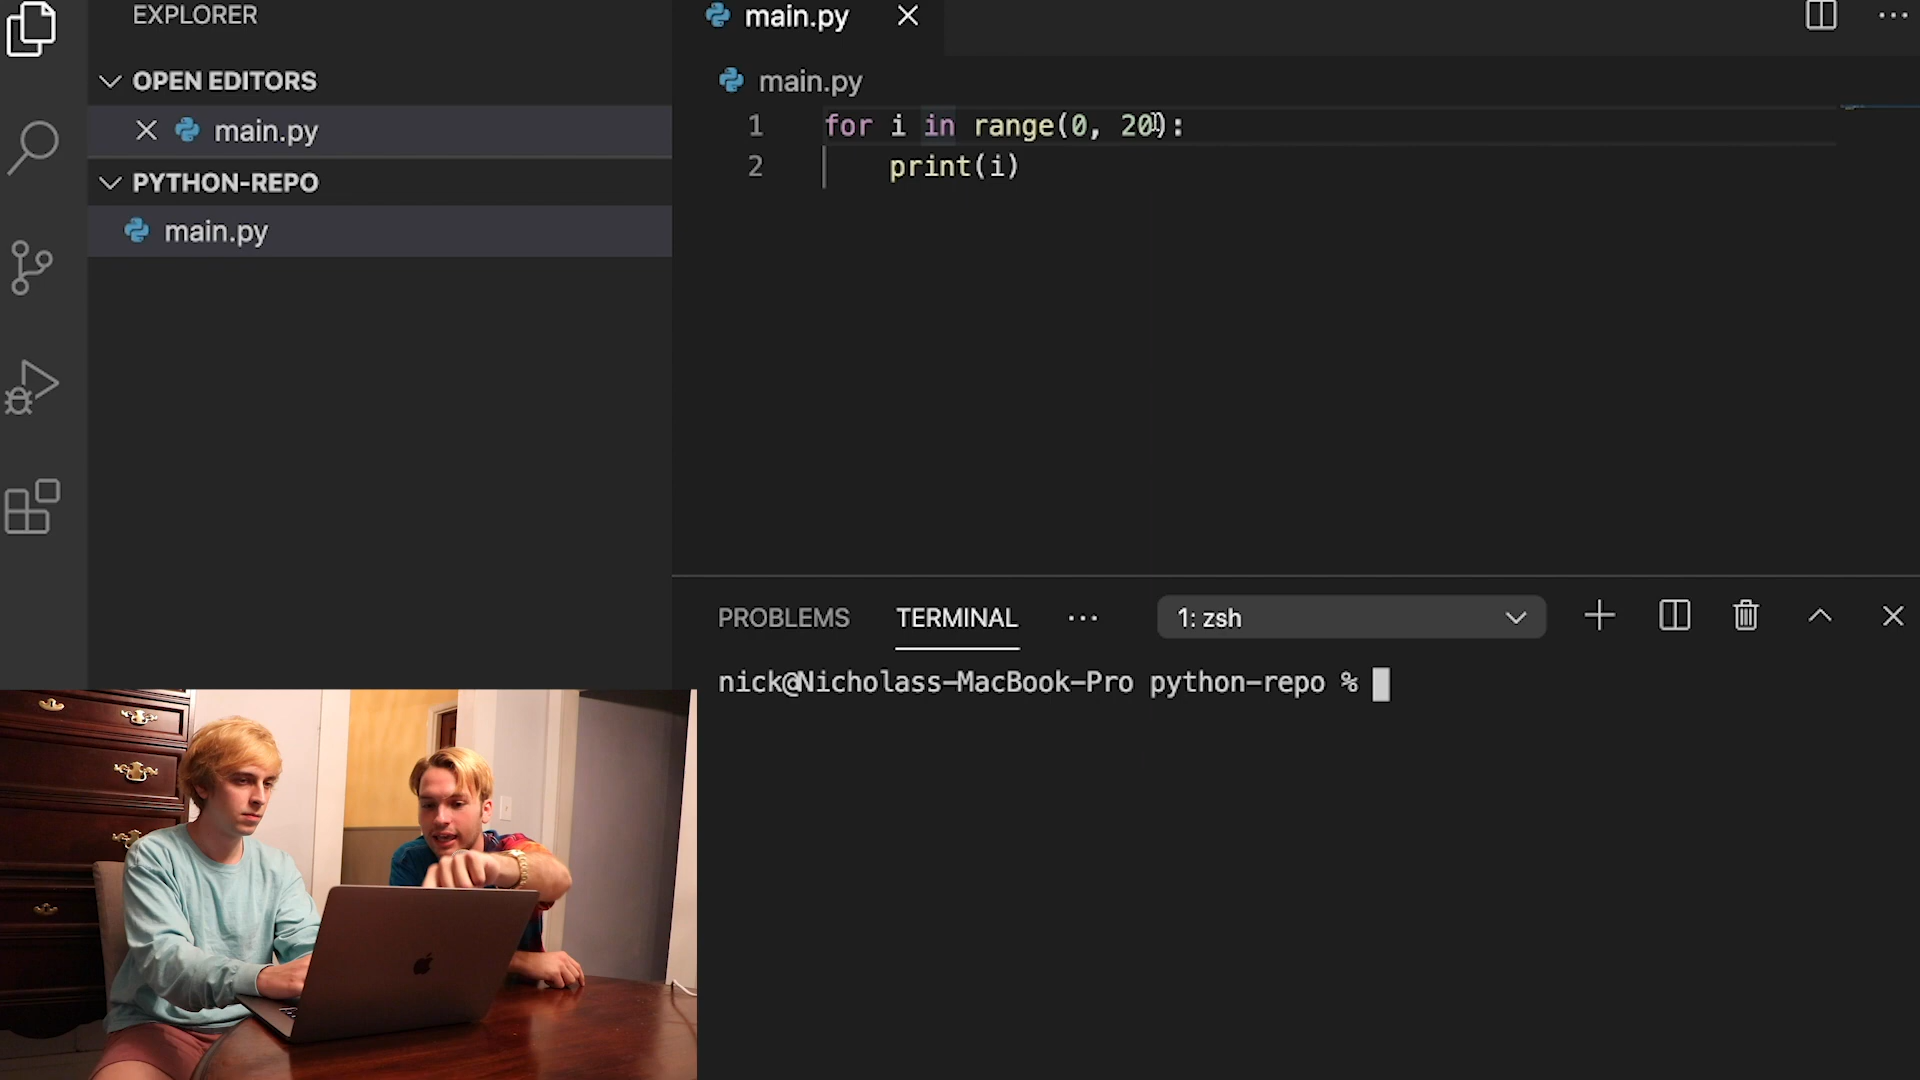 EXPLORER
OPEN EDITORS
main.py
PYTHON-REPO
main.py
main.py
main.py
1 for i in range(0, 20):
2 print(i)
PROBLEMS TERMINAL ... 1: zsh
nick@Nicholass-MacBook-Pro python-repo %